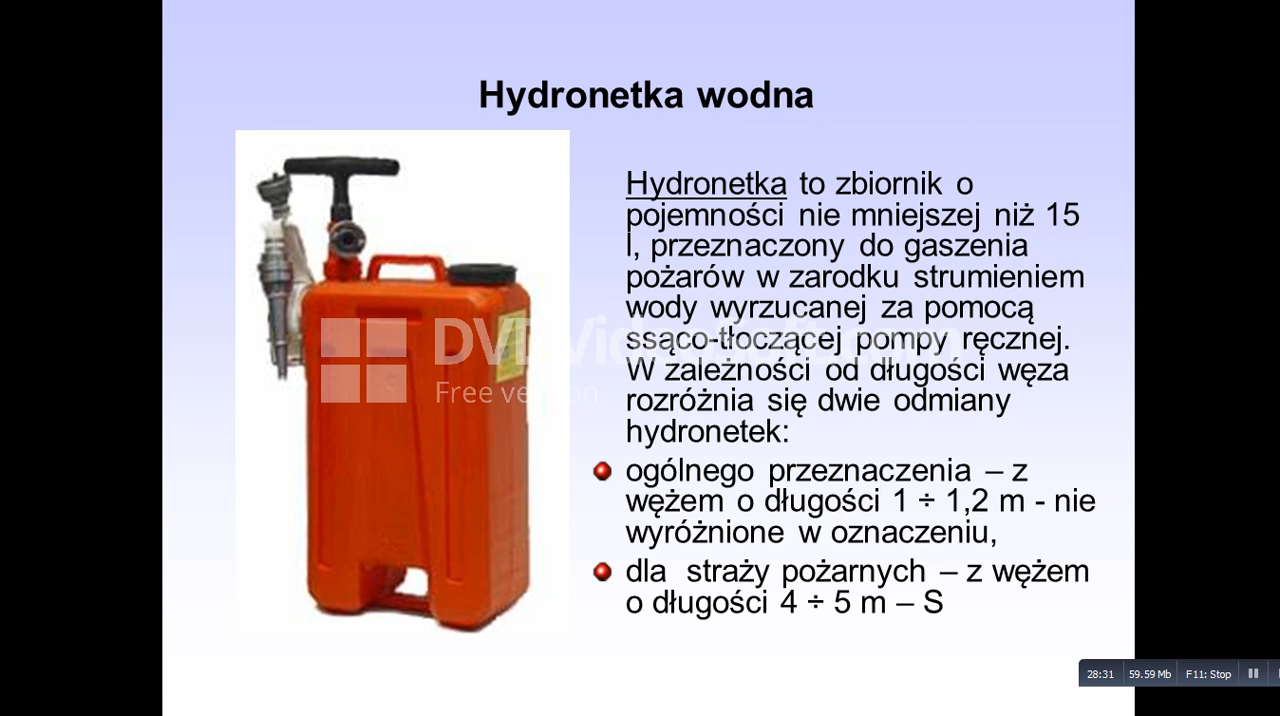 Hydronetka wodna
Hydronetka to zbiornik o
pojemności nie mniejszej niż 15
l, przeznaczony do gaszenia
pożarów w zarodku strumieniem
wody wyrzucanej za pomocą
ssąco-tłoczącej pompy ręcznej.
W zależności od długości węża
rozróżnia się dwie odmiany
hydronetek:
ogólnego przeznaczenia – z
wężem o długości 1 ÷ 1,2 m - nie
wyróżnione w oznaczeniu,
dla straży pożarnych – z wężem
o długości 4 ÷ 5 m – S
DVDVideoSoft.com
Free version
28:31 59.59 Mb F11: Stop